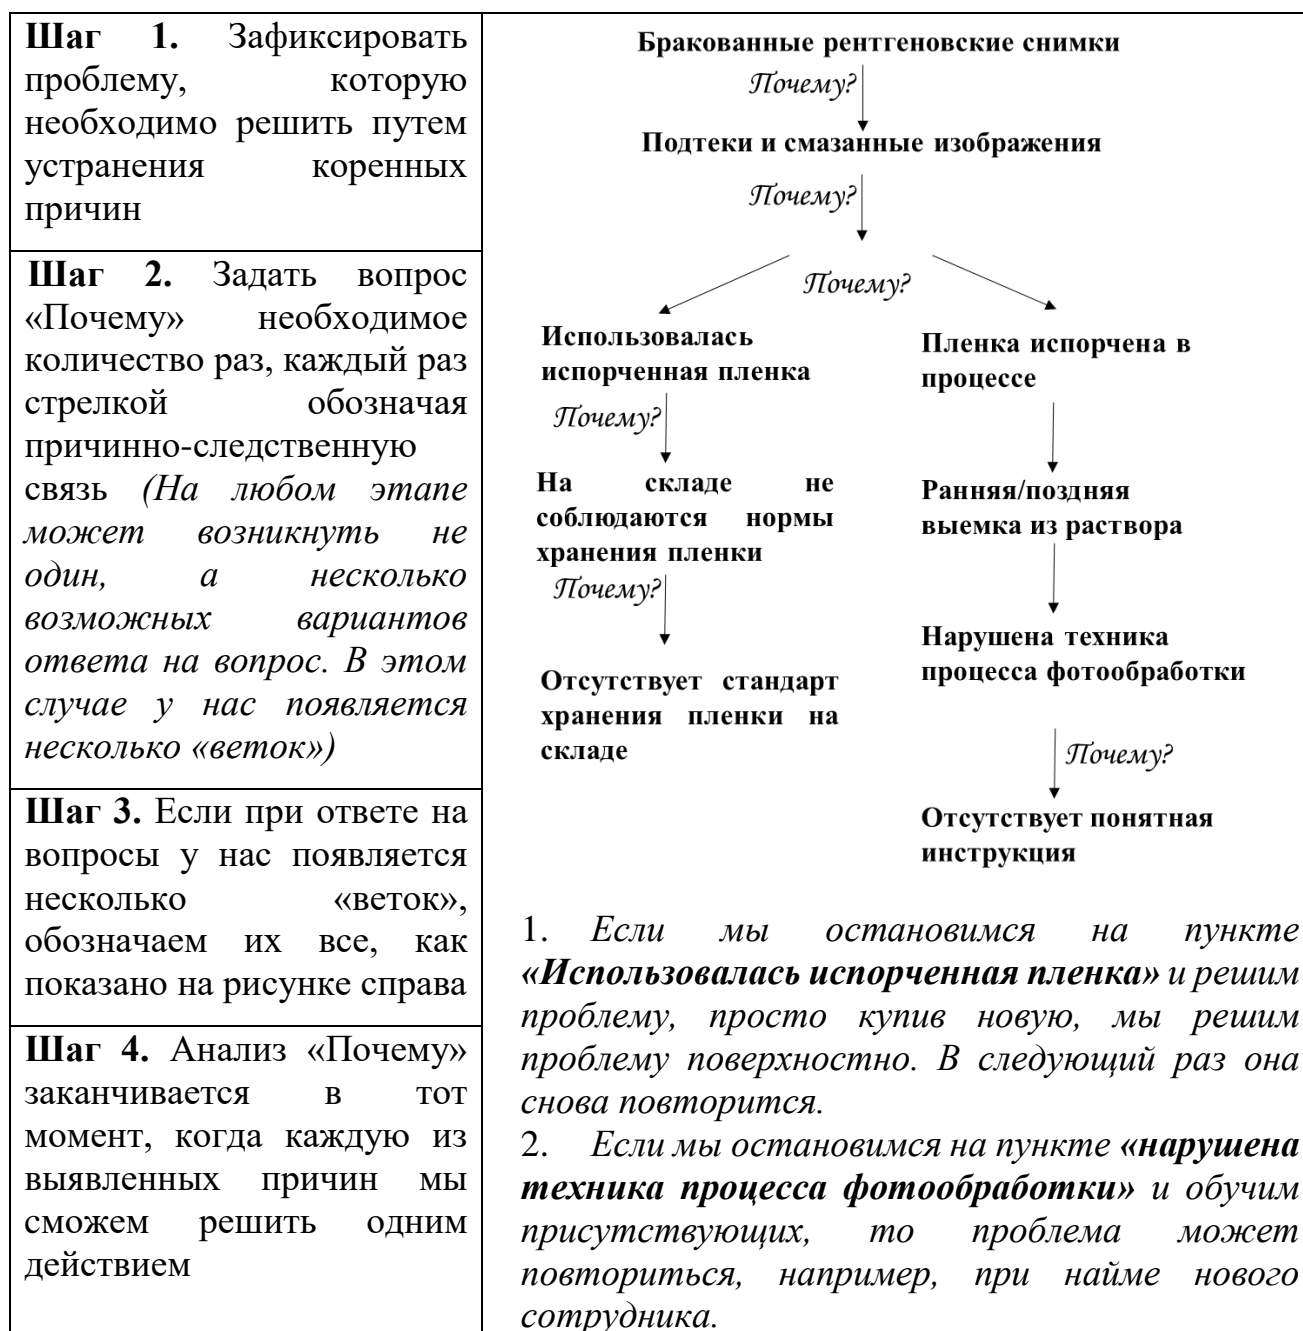 Шаг 1. Зафиксировать
проблему, которую
необходимо решить путем
устранения коренных
причин
Шаг 2. Задать вопрос
«Почему» необходимое
количество раз, каждый раз
стрелкой обозначая
причинно-следственную
связь (На любом этапе
может возникнуть не
один, а несколько
возможных вариантов
ответа на вопрос. В этом
случае у нас появляется
несколько «веток»)
Шаг 3. Если при ответе на
вопросы у нас появляется
несколько «веток»,
обозначаем их все, как
показано на рисунке справа
Шаг 4. Анализ «Почему»
заканчивается в тот
момент, когда каждую из
выявленных причин мы
сможем решить одним
действием
Бракованные рентгеновские снимки
Почему?
Подтеки и смазанные изображения
Почему?
Почему?
Использовалась
испорченная пленка
Почему?
На складе не
соблюдаются нормы
хранения пленки
Почему?
Отсутствует стандарт
хранения пленки на
складе
Пленка испорчена в
процессе
Ранняя/поздняя
выемка из раствора
Нарушена техника
процесса фотообработки
Почему?
Отсутствует понятная
инструкция
1. Если мы остановимся на пункте
«Использовалась испорченная пленка» и решим
проблему, просто купив новую, мы решим
проблему поверхностно. В следующий раз она
снова повторится.
2. Если мы остановимся на пункте «нарушена
техника процесса фотообработки» и обучим
присутствующих, то проблема может
повториться, например, при найме нового
сотрудника.